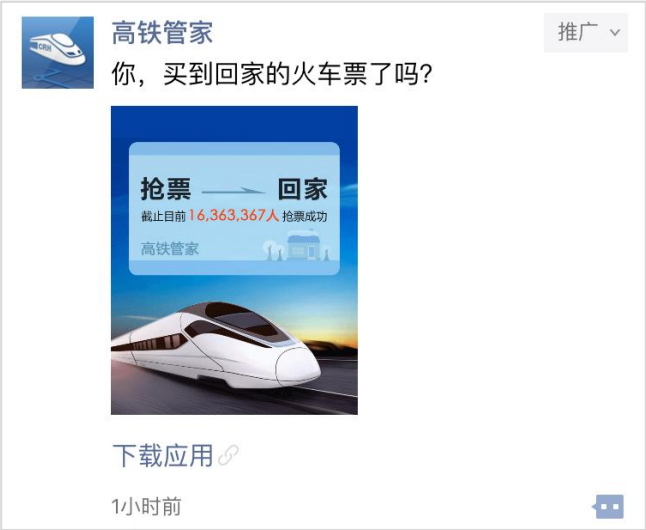 CRH
高铁管家
推广
你，买到回家的火车票了吗？
抢票 回家
截止目前16,363,367人 抢票成功
高铁管家
下载应用
1小时前